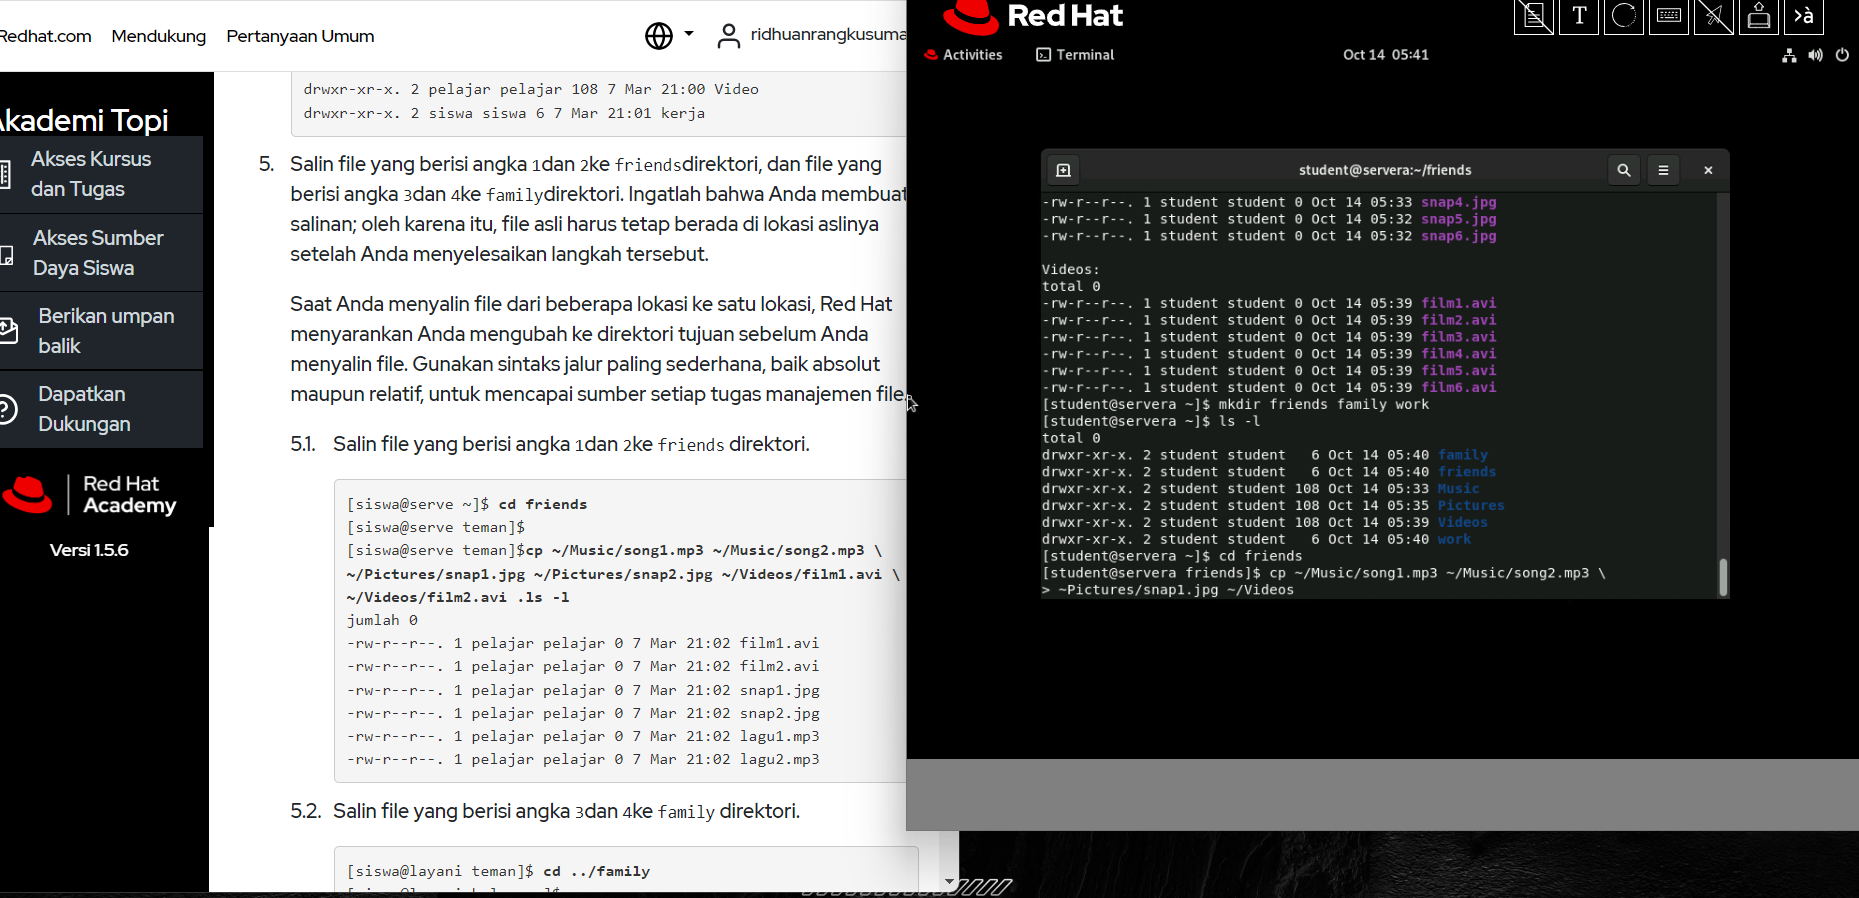 Redhat.com Mendukung Pertanyaan Umum ridhuanrangkusuma
Akademi Topi
Akses Kursus
dan Tugas
Akses Sumber
Daya Siswa
Berikan umpan
balik
Dapatkan
Dukungan
Red Hat
Academy
Versi 1.5.6
drwxr-xr-x. 2 pelajar pelajar 108 7 Mar 21:00 Video
drwxr-xr-x. 2 siswa siswa 6 7 Mar 21:01 kerja
5. Salin file yang berisi angka 1dan 2ke friendsdirektori, dan file yang
berisi angka 3dan 4ke familydirektori. Ingatlah bahwa Anda membuat
salinan; oleh karena itu, file asli harus tetap berada di lokasi aslinya
setelah Anda menyelesaikan langkah tersebut.
Saat Anda menyalin file dari beberapa lokasi ke satu lokasi, Red Hat
menyarankan Anda mengubah ke direktori tujuan sebelum Anda
menyalin file. Gunakan sintaks jalur paling sederhana, baik absolut
maupun relatif, untuk mencapai sumber setiap tugas manajemen file.
5.1. Salin file yang berisi angka 1dan 2ke friends direktori.
[siswa@serve ~]$ cd friends
[siswa@serve teman]$
[siswa@serve teman]$cp ~/Music/song1.mp3 ~/Music/song2.mp3 \
~/Pictures/snap1.jpg ~/Pictures/snap2.jpg ~/Videos/film1.avi \
~/Videos/film2.avi .ls -l
jumlah 0
-rw-r--r--. 1 pelajar pelajar 0 7 Mar 21:02 film1.avi
-rw-r--r--. 1 pelajar pelajar 0 7 Mar 21:02 film2.avi
-rw-r--r--. 1 pelajar pelajar 0 7 Mar 21:02 snap1.jpg
-rw-r--r--. 1 pelajar pelajar 0 7 Mar 21:02 snap2.jpg
-rw-r--r--. 1 pelajar pelajar 0 7 Mar 21:02 lagu1.mp3
-rw-r--r--. 1 pelajar pelajar 0 7 Mar 21:02 lagu2.mp3
5.2. Salin file yang berisi angka 3dan 4ke family direktori.
[siswa@layani teman]$ cd ../family
Red Hat
T >à
Activities Terminal Oct 14 05:41
student@servera:~/friends
-rw-r--r--. 1 student student 0 Oct 14 05:33 snap4.jpg
-rw-r--r--. 1 student student 0 Oct 14 05:32 snap5.jpg
-rw-r--r--. 1 student student 0 Oct 14 05:32 snap6.jpg
Videos:
total 0
-rw-r--r--. 1 student student 0 Oct 14 05:39 film1.avi
-rw-r--r--. 1 student student 0 Oct 14 05:39 film2.avi
-rw-r--r--. 1 student student 0 Oct 14 05:39 film3.avi
-rw-r--r--. 1 student student 0 Oct 14 05:39 film4.avi
-rw-r--r--. 1 student student 0 Oct 14 05:39 film5.avi
-rw-r--r--. 1 student student 0 Oct 14 05:39 film6.avi
[student@servera ~]$ mkdir friends family work
[student@servera ~]$ ls -l
total 0
drwxr-xr-x. 2 student student 6 Oct 14 05:40 family
drwxr-xr-x. 2 student student 6 Oct 14 05:40 friends
drwxr-xr-x. 2 student student 108 Oct 14 05:33 Music
drwxr-xr-x. 2 student student 108 Oct 14 05:35 Pictures
drwxr-xr-x. 2 student student 108 Oct 14 05:39 Videos
drwxr-xr-x. 2 student student 6 Oct 14 05:40 work
[student@servera ~]$ cd friends
[student@servera friends]$ cp ~/Music/song1.mp3 ~/Music/song2.mp3 \
> ~Pictures/snap1.jpg ~/Videos